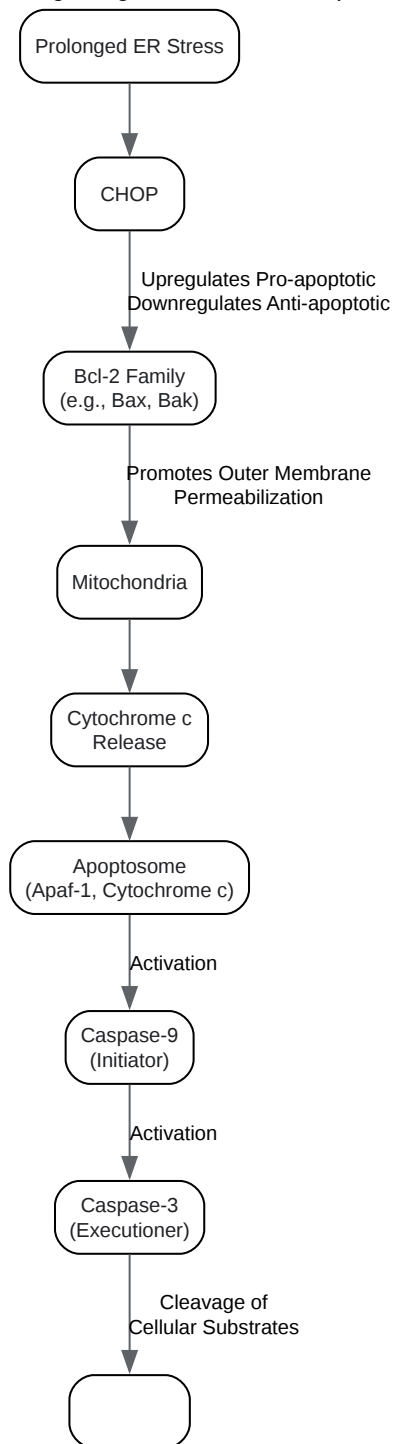 Prolonged ER Stress
CHOP
Upregulates Pro-apoptotic
Downregulates Anti-apoptotic
Bcl-2 Family
(e.g., Bax, Bak)
Promotes Outer Membrane
Permeabilization
Mitochondria
Cytochrome c
Release
Apoptosome
(Apaf-1, Cytochrome c)
Activation
Caspase-9
(Initiator)
Activation
Caspase-3
(Executioner)
Cleavage of
Cellular Substrates